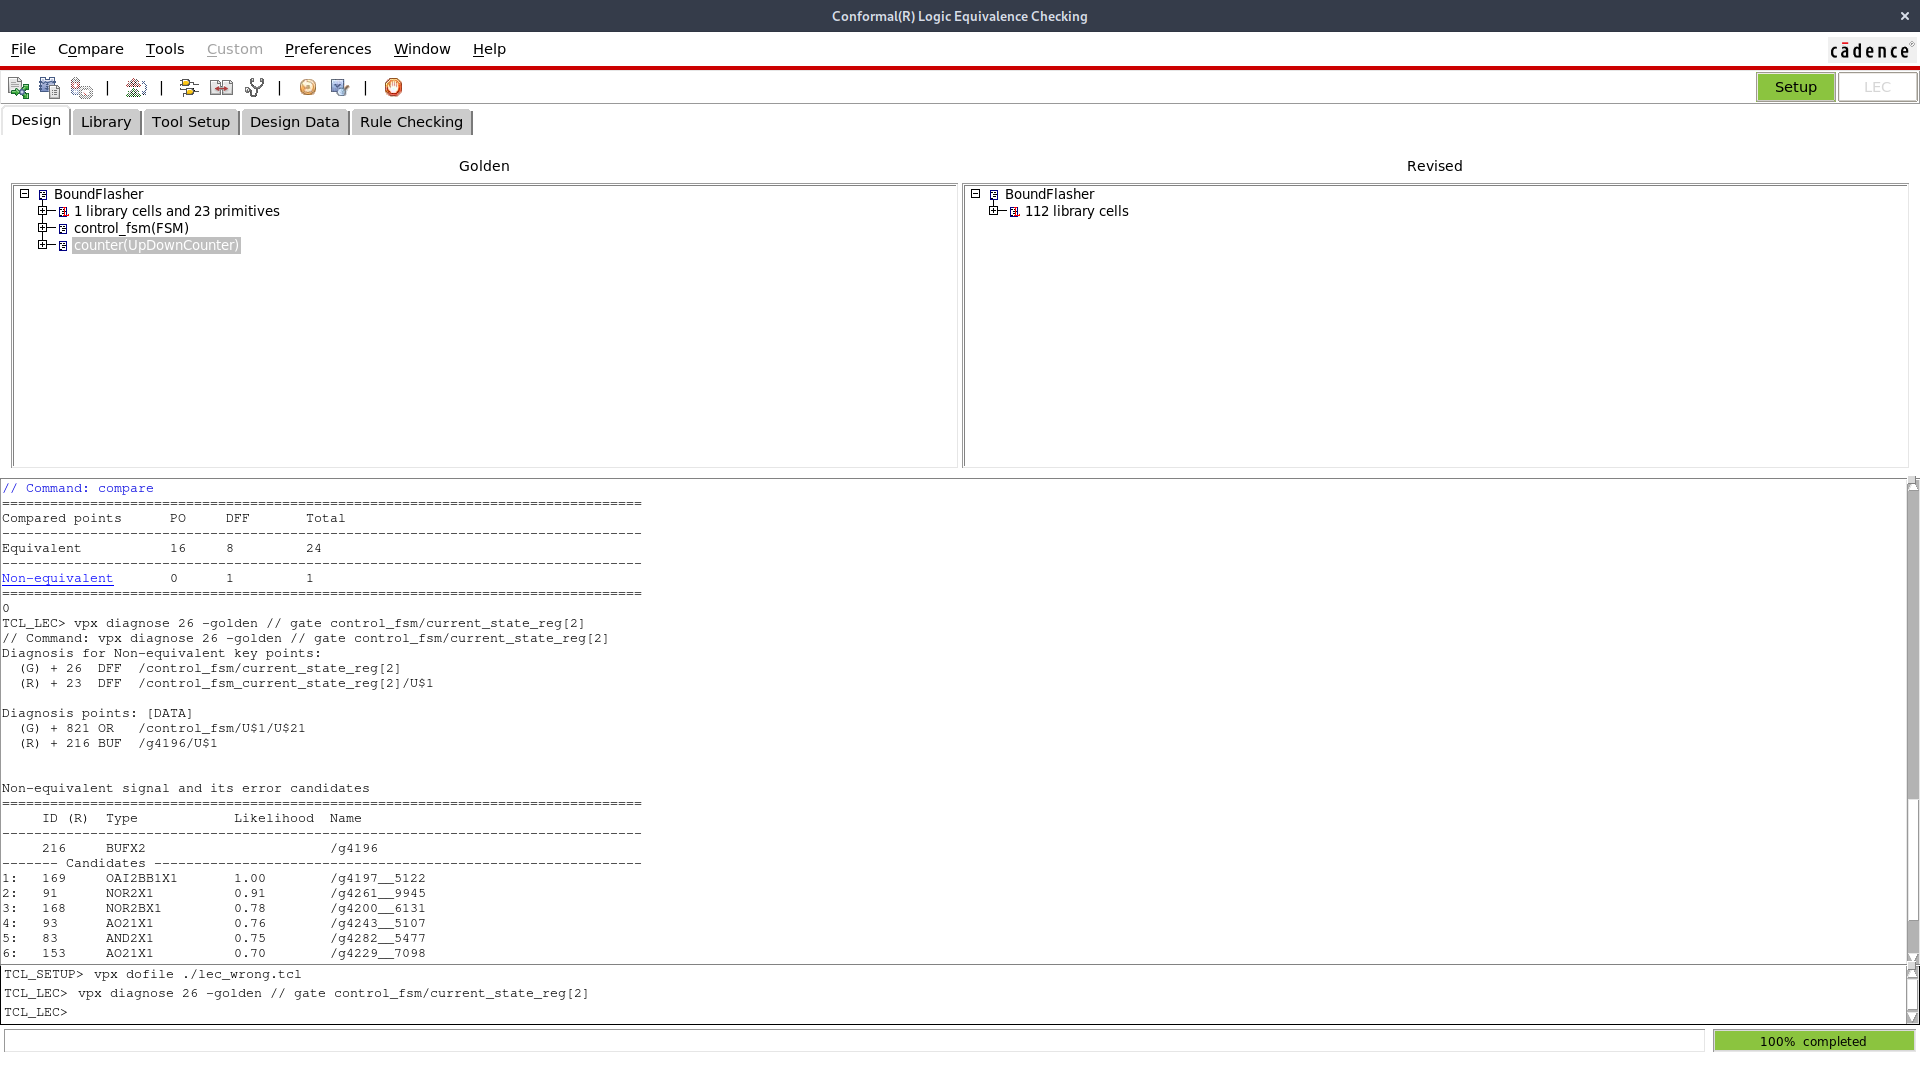 Conformal(R) Logic Equivalence Checking
File Compare Tools Custom Preferences Window Help
cādence®
Setup LEC
Design Library Tool Setup Design Data Rule Checking
Golden Revised
BoundFlasher
1 library cells and 23 primitives
control_fsm(FSM)
counter(UpDownCounter)
BoundFlasher
112 library cells
// Command: compare
================================================================================
Compared points      PO     DFF       Total
--------------------------------------------------------------------------------
Equivalent           16     8         24
--------------------------------------------------------------------------------
Non-equivalent       0      1         1
================================================================================
0
TCL_LEC> vpx diagnose 26 -golden // gate control_fsm/current_state_reg[2]
// Command: vpx diagnose 26 -golden // gate control_fsm/current_state_reg[2]
Diagnosis for Non-equivalent key points:
(G) + 26  DFF  /control_fsm/current_state_reg[2]
(R) + 23  DFF  /control_fsm_current_state_reg[2]/U$1
Diagnosis points: [DATA]
(G) + 821 OR   /control_fsm/U$1/U$21
(R) + 216 BUF  /g4196/U$1
Non-equivalent signal and its error candidates
================================================================================
ID (R)  Type            Likelihood  Name
--------------------------------------------------------------------------------
216     BUFX2                       /g4196
------- Candidates -------------------------------------------------------------
1:   169     OAI2BB1X1       1.00        /g4197__5122
2:   91      NOR2X1          0.91        /g4261__9945
3:   168     NOR2BX1         0.78        /g4200__6131
4:   93      AO21X1          0.76        /g4243__5107
5:   83      AND2X1          0.75        /g4282__5477
6:   153     AO21X1          0.70        /g4229__7098
TCL_SETUP> vpx dofile ./lec_wrong.tcl
TCL_LEC> vpx diagnose 26 -golden // gate control_fsm/current_state_reg[2]
TCL_LEC>
100% completed